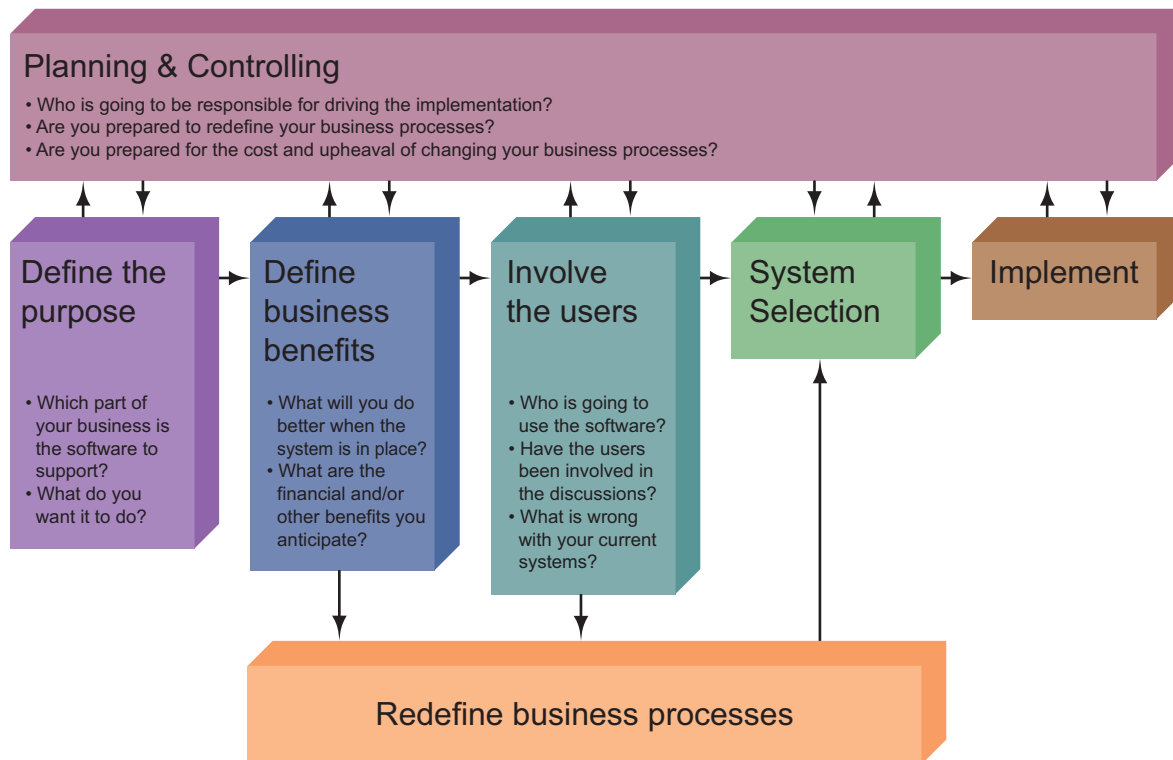 Planning & Controlling
• Who is going to be responsible for driving the implementation?
• Are you prepared to redefine your business processes?
• Are you prepared for the cost and upheaval of changing your business processes?
Define the
purpose
• Which part of
your business is
the software to
support?
• What do you
want it to do?
Define
business
benefits
• What will you do
better when the
system is in place?
• What are the
financial and/or
other benefits you
anticipate?
Involve
the users
• Who is going to
use the software?
• Have the users
been involved in
the discussions?
• What is wrong
with your current
systems?
System
Selection
Implement
Redefine business processes